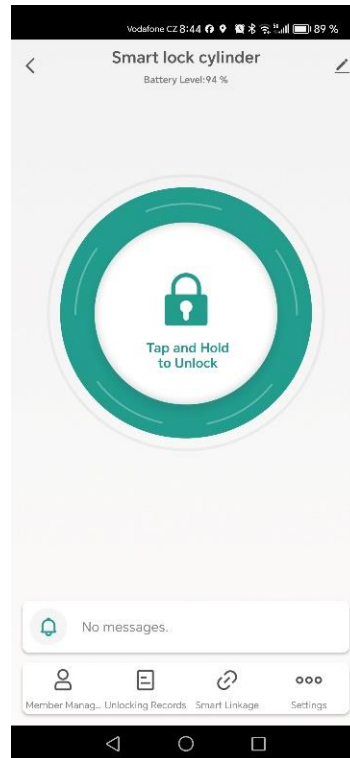 Vodafone CZ 8:44 89 %
Smart lock cylinder
Battery Level:94 %
Tap and Hold
to Unlock
No messages.
Member Manag... Unlocking Records Smart Linkage Settings